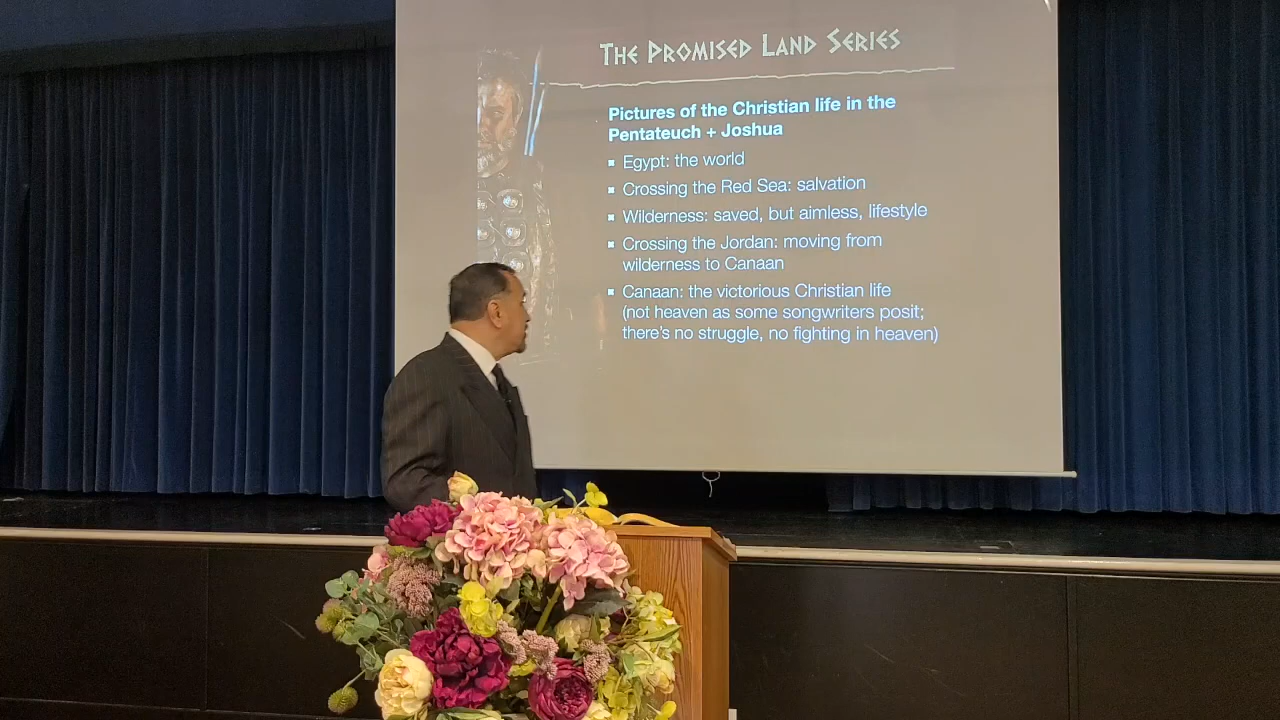 The Promised Land Series
Pictures of the Christian life in the
Pentateuch + Joshua
▪ Egypt: the world
▪ Crossing the Red Sea: salvation
▪ Wilderness: saved, but aimless, lifestyle
▪ Crossing the Jordan: moving from
wilderness to Canaan
▪ Canaan: the victorious Christian life
(not heaven as some songwriters posit;
there's no struggle, no fighting in heaven)